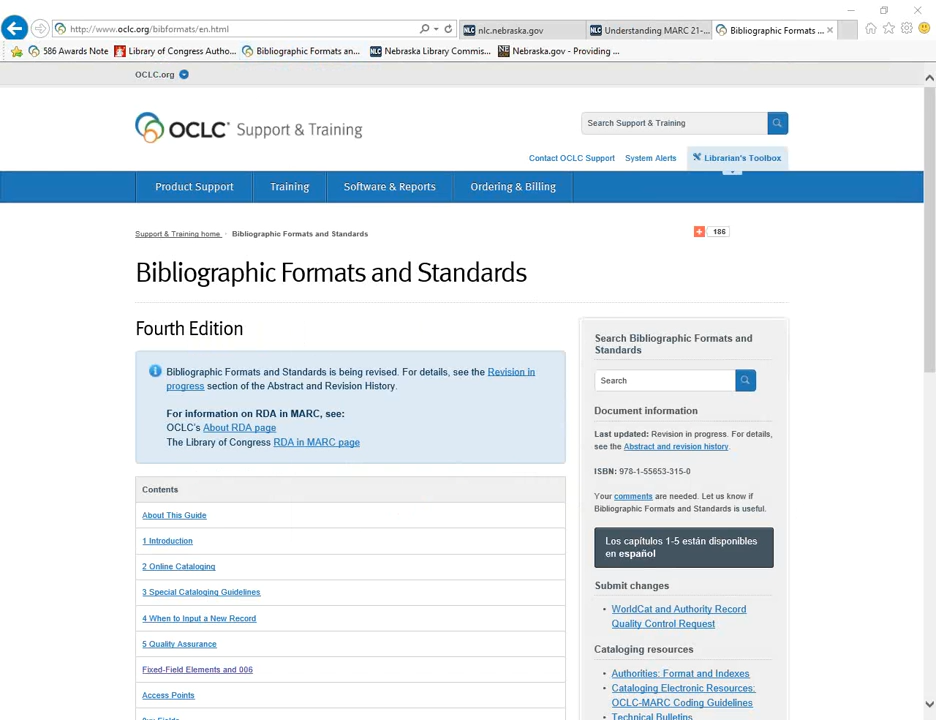 http://www.oclc.org/bibformats/en.html
nlc.nebraska.gov
Understanding MARC 21-...
Bibliographic Formats ...
586 Awards Note
Library of Congress Autho...
Bibliographic Formats an...
Nebraska Library Commis...
Nebraska.gov - Providing ...
OCLC.org
OCLC Support & Training
Search Support & Training
Contact OCLC Support
System Alerts
Librarian's Toolbox
Product Support
Training
Software & Reports
Ordering & Billing
Support & Training home · Bibliographic Formats and Standards
186
Bibliographic Formats and Standards
Fourth Edition
Bibliographic Formats and Standards is being revised. For details, see the Revision in
progress section of the Abstract and Revision History.
For information on RDA in MARC, see:
OCLC's About RDA page
The Library of Congress RDA in MARC page
Contents
About This Guide
1 Introduction
2 Online Cataloging
3 Special Cataloging Guidelines
4 When to Input a New Record
5 Quality Assurance
Fixed-Field Elements and 006
Access Points
Search Bibliographic Formats and
Standards
Search
Document information
Last updated: Revision in progress. For details,
see the Abstract and revision history.
ISBN: 978-1-55653-315-0
Your comments are needed. Let us know if
Bibliographic Formats and Standards is useful.
Los capítulos 1-5 están disponibles
en español
Submit changes
• WorldCat and Authority Record
Quality Control Request
Cataloging resources
• Authorities: Format and Indexes
• Cataloging Electronic Resources:
OCLC-MARC Coding Guidelines
• Technical Bulletins